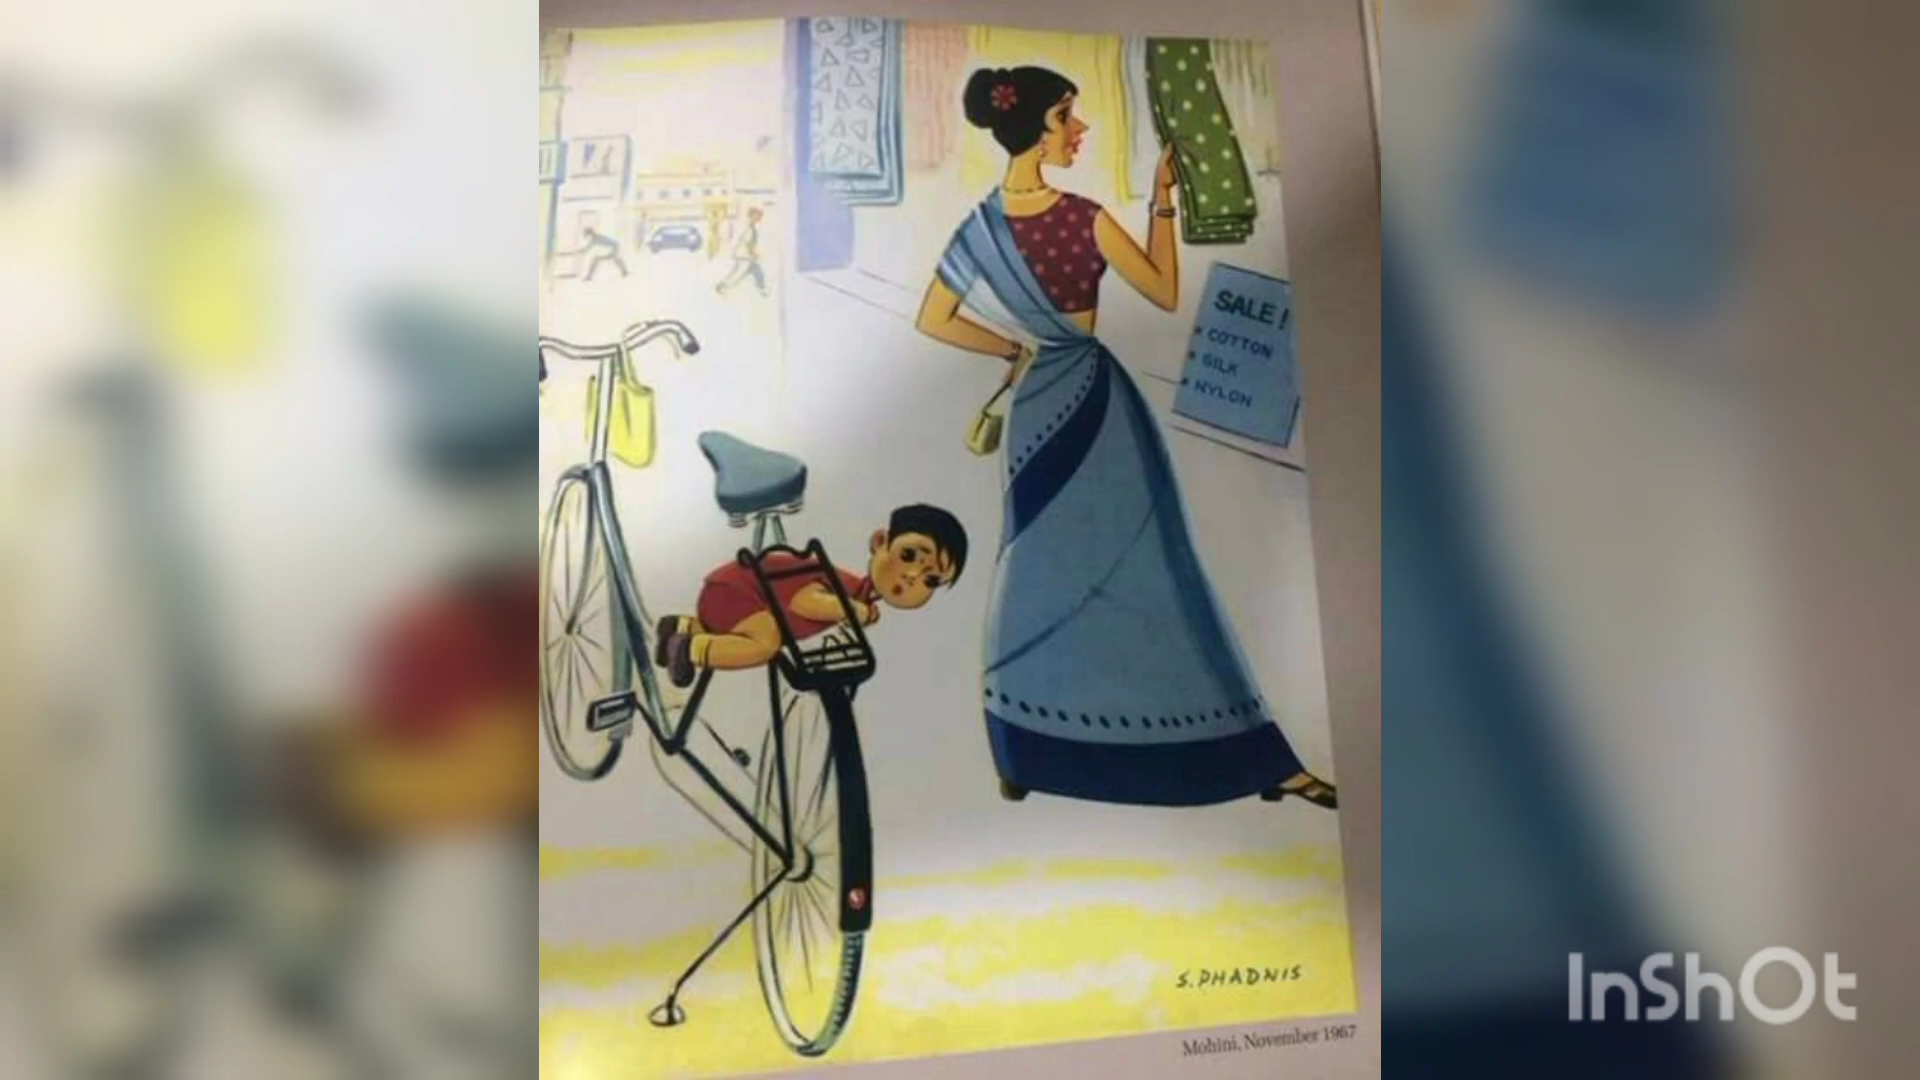 SALE!
• COTTON
• SILK
• NYLON
S. PHADNIS
Mohini, November 1967
InShOt